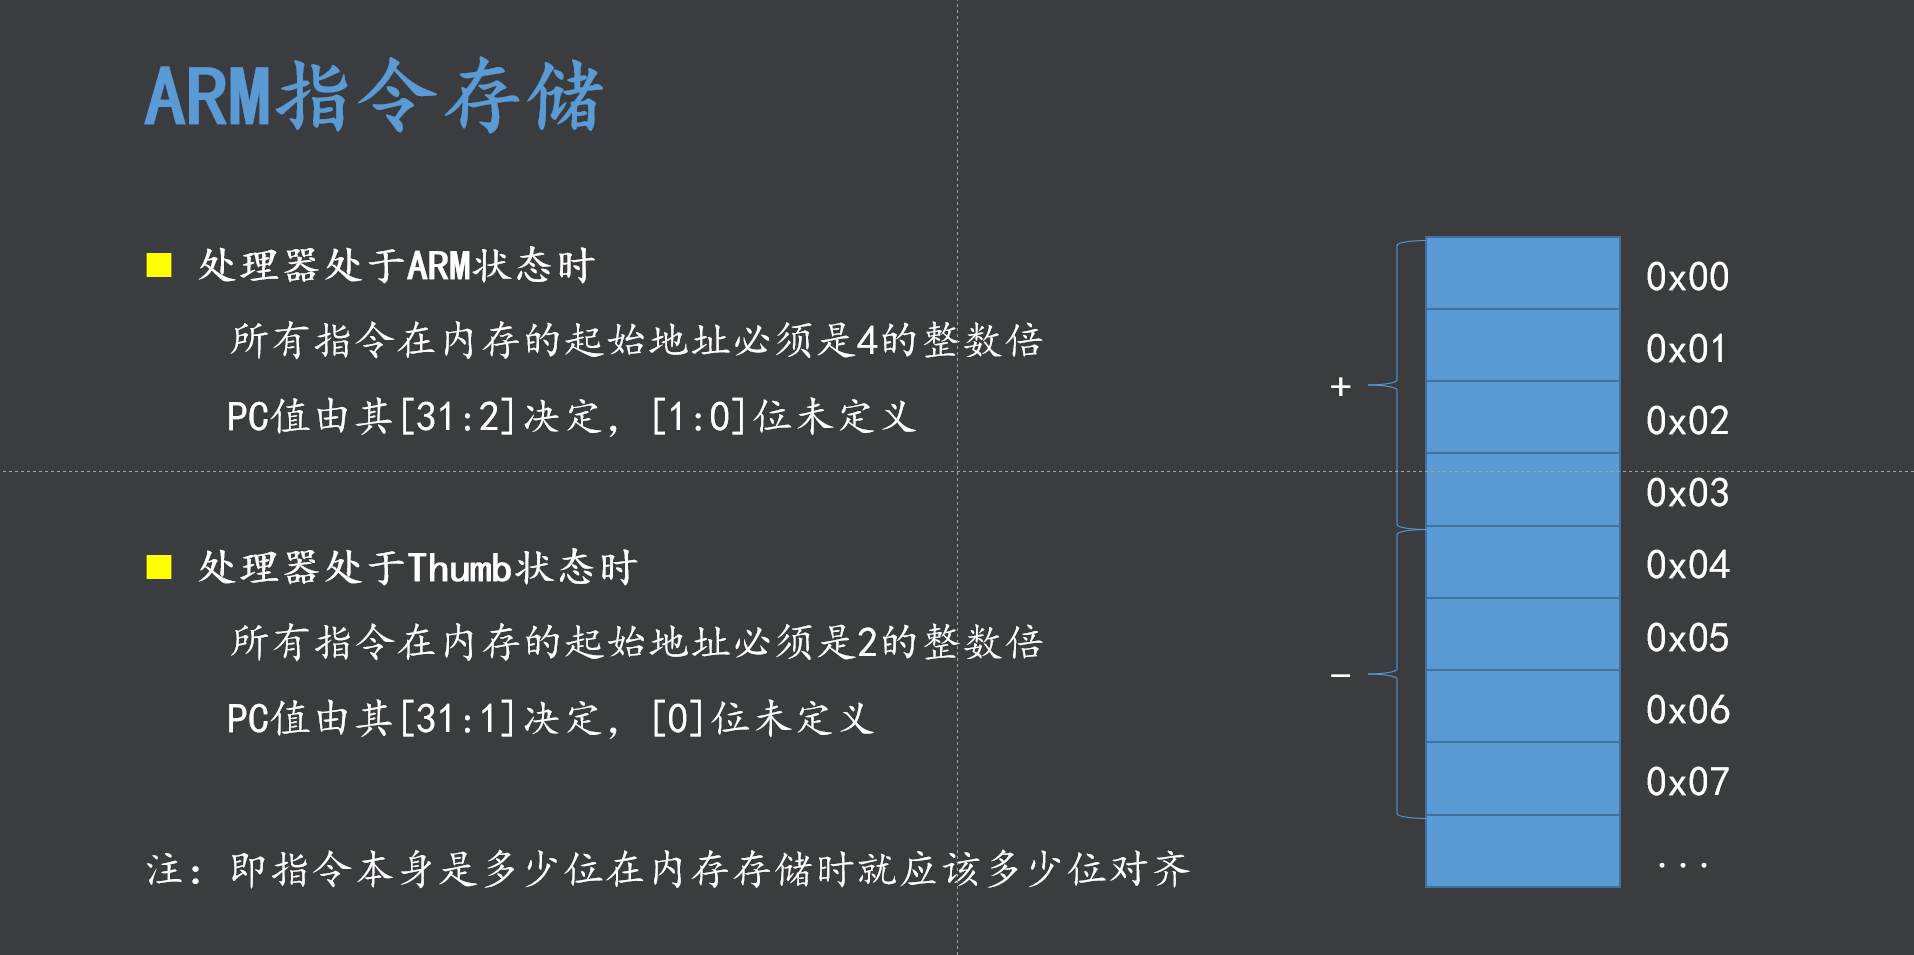 ARM指令存储
处理器处于ARM状态时
所有指令在内存的起始地址必须是4的整数倍
PC值由其[31:2]决定，[1:0]位未定义
处理器处于Thumb状态时
所有指令在内存的起始地址必须是2的整数倍
PC值由其[31:1]决定，[0]位未定义
注：即指令本身是多少位在内存存储时就应该多少位对齐
+
-
0x00
0x01
0x02
0x03
0x04
0x05
0x06
0x07
...